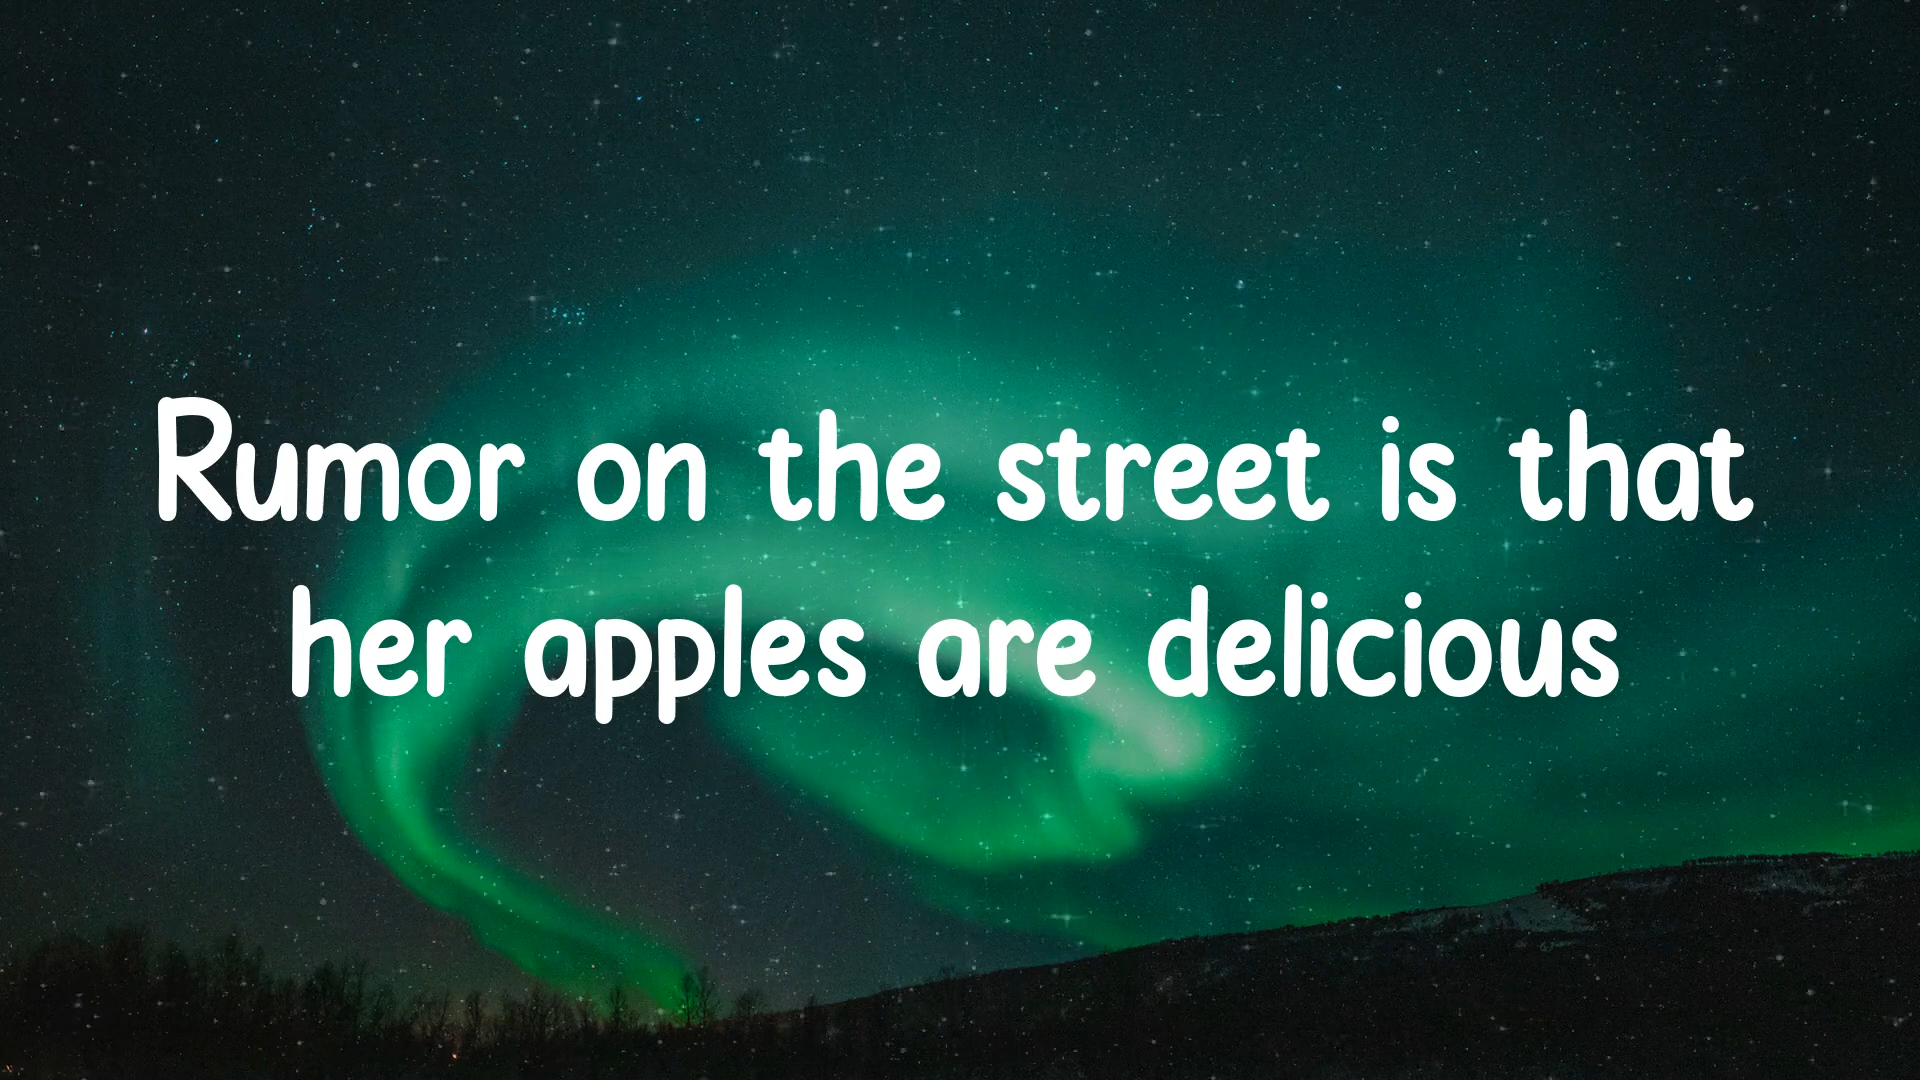 Rumor on the street is that
her apples are delicious